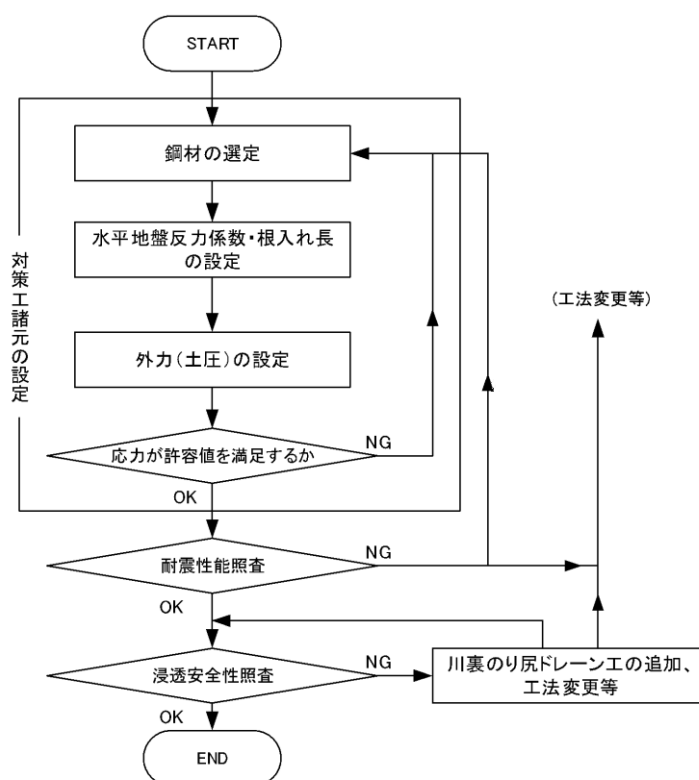 START
鋼材の選定
水平地盤反力係数・根入れ長
の設定
対策工諸元の設定
(工法変更等)
外力(土圧)の設定
応力が許容値を満足するか
NG
OK
耐震性能照査
NG
OK
浸透安全性照査
NG
川裏のり尻ドレーン工の追加、
工法変更等
OK
END